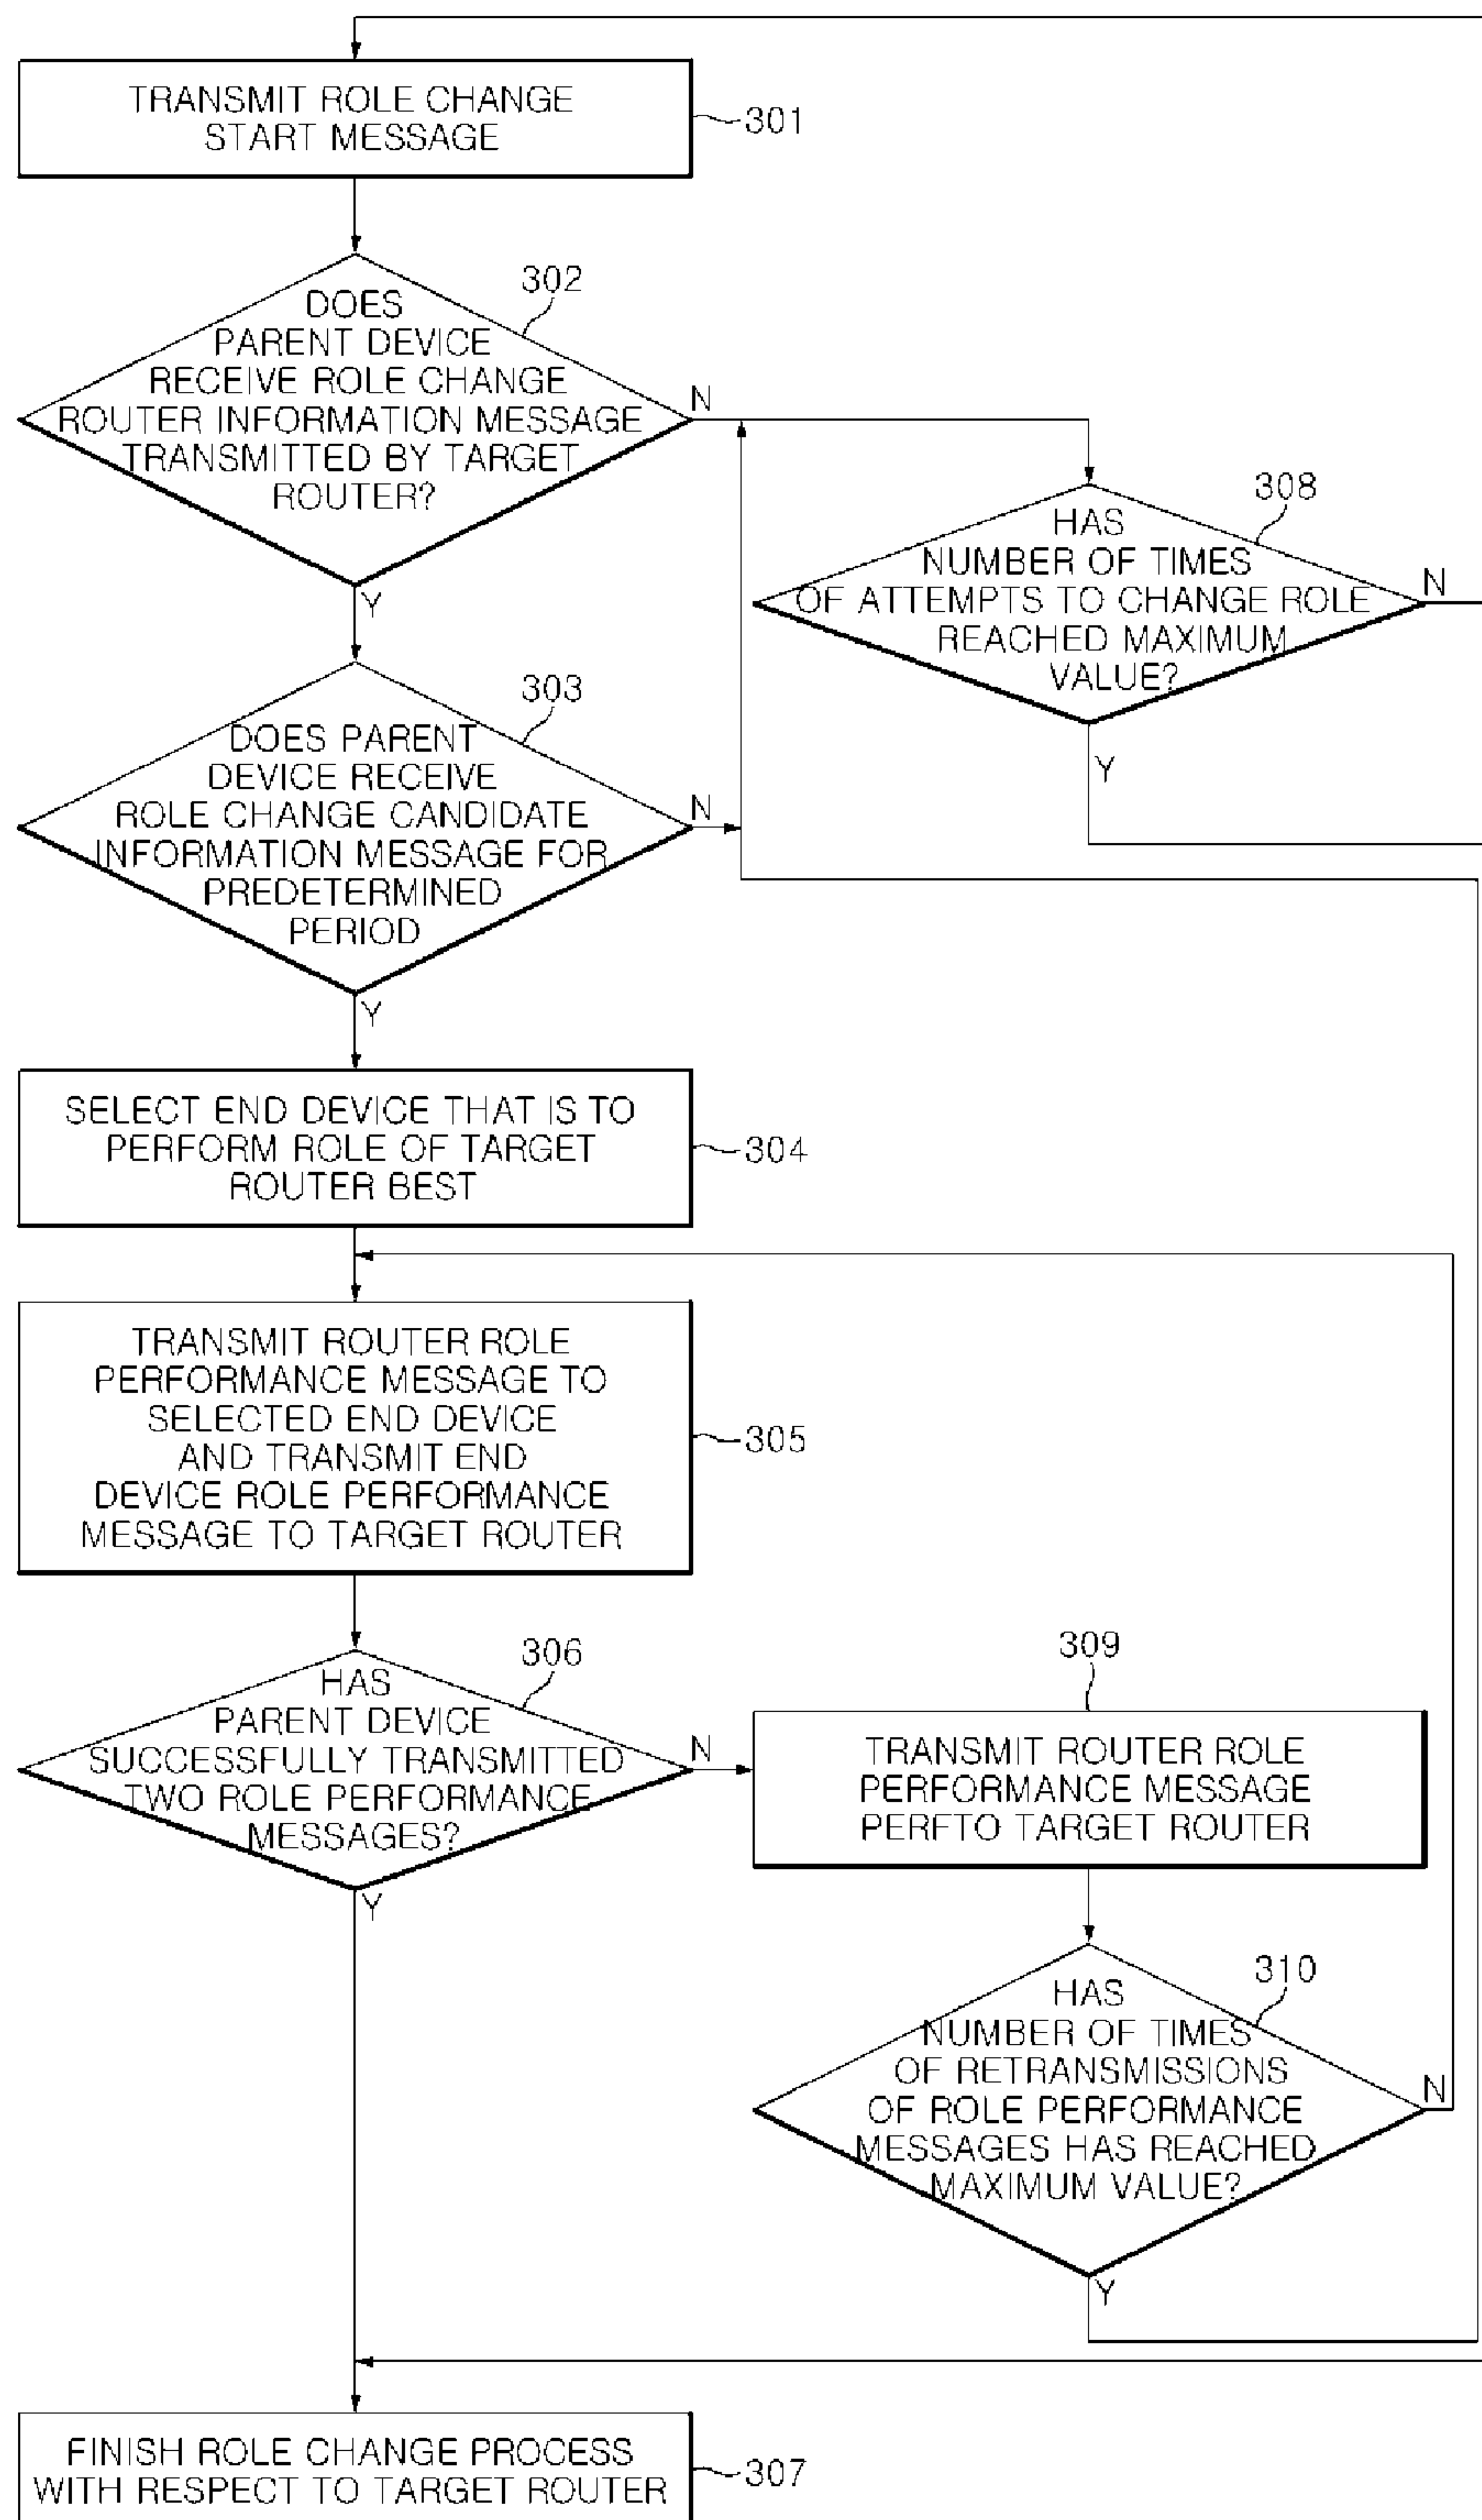 TRANSMIT ROLE CHANGE
START MESSAGE
301
302
DOES
PARENT DEVICE
RECEIVE ROLE CHANGE
ROUTER INFORMATION MESSAGE
TRANSMITTED BY TARGET
ROUTER?
N
Y
308
HAS
NUMBER OF TIMES
OF ATTEMPTS TO CHANGE ROLE
REACHED MAXIMUM
VALUE?
N
Y
303
DOES PARENT
DEVICE RECEIVE
ROLE CHANGE CANDIDATE
INFORMATION MESSAGE FOR
PREDETERMINED
PERIOD
N
Y
SELECT END DEVICE THAT IS TO
PERFORM ROLE OF TARGET
ROUTER BEST
304
TRANSMIT ROUTER ROLE
PERFORMANCE MESSAGE TO
SELECTED END DEVICE
AND TRANSMIT END
DEVICE ROLE PERFORMANCE
MESSAGE TO TARGET ROUTER
305
306
HAS
PARENT DEVICE
SUCCESSFULLY TRANSMITTED
TWO ROLE PERFORMANCE
MESSAGES?
N
Y
309
TRANSMIT ROUTER ROLE
PERFORMANCE MESSAGE
PERFTO TARGET ROUTER
310
HAS
NUMBER OF TIMES
OF RETRANSMISSIONS
OF ROLE PERFORMANCE
MESSAGES HAS REACHED
MAXIMUM VALUE?
N
Y
FINISH ROLE CHANGE PROCESS
WITH RESPECT TO TARGET ROUTER
307